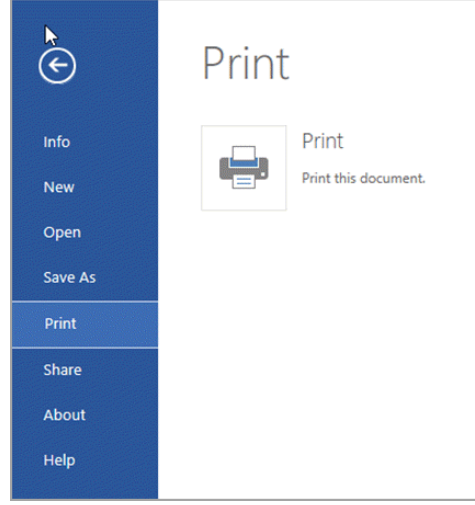 Print
Print
Print this document.
Info
New
Open
Save As
Print
Share
About
Help